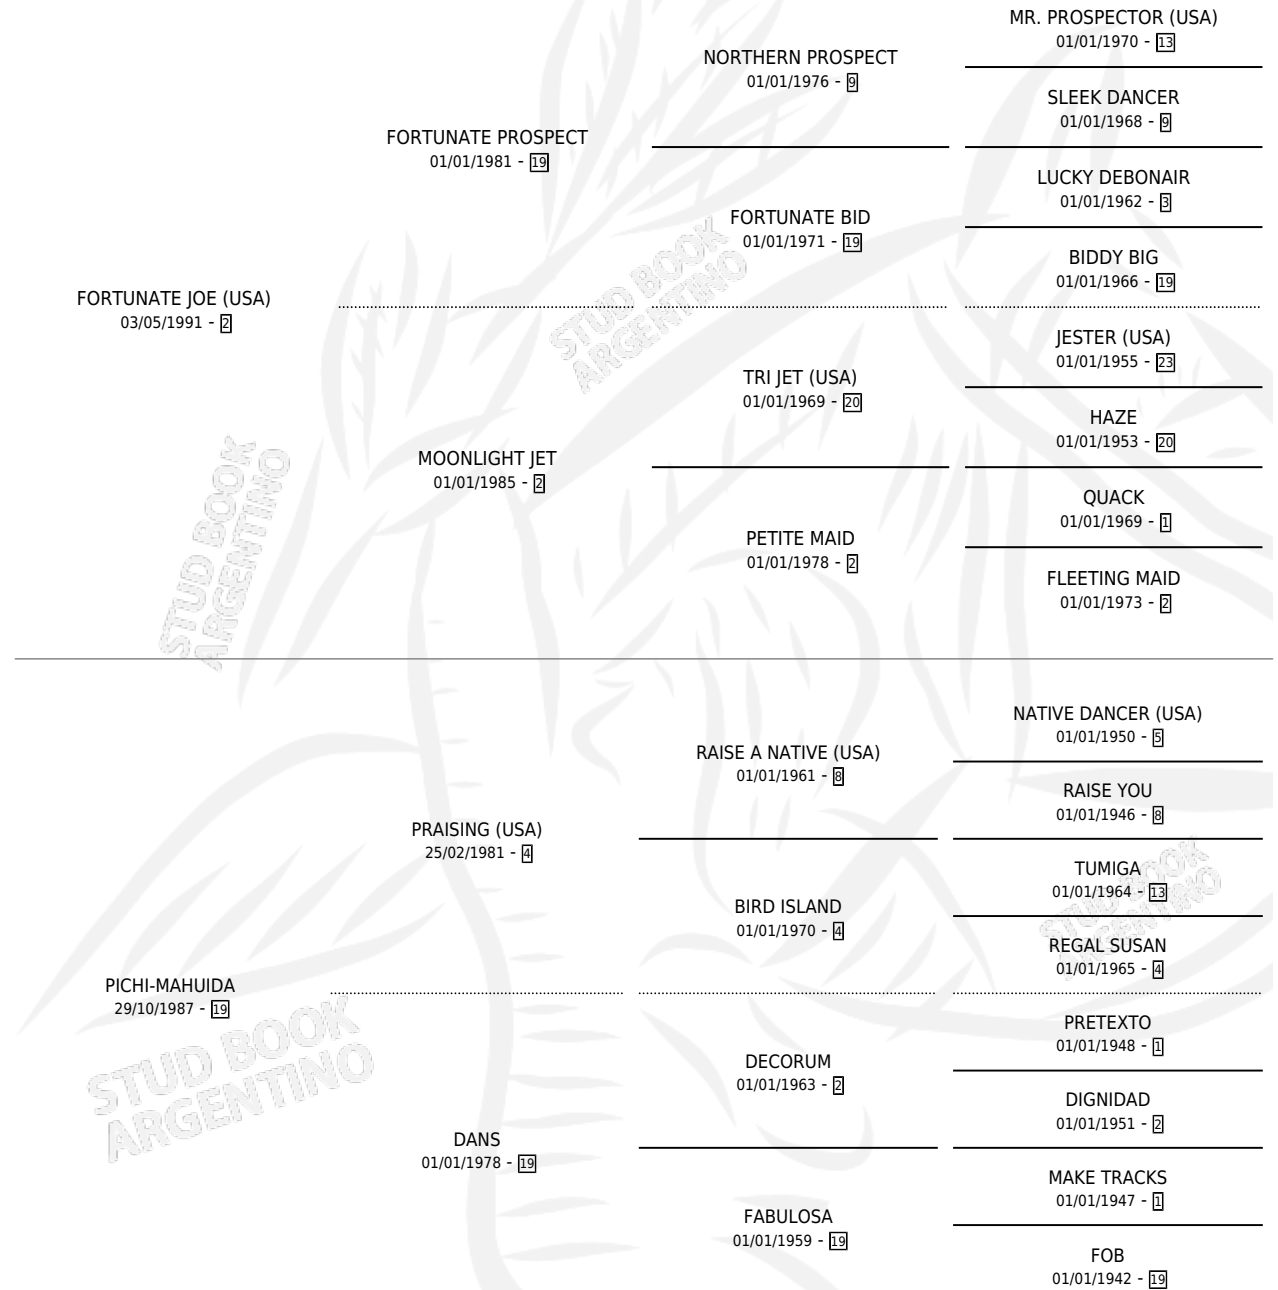 MR. PROSPECTOR (USA)
01/01/1970 - 13
NORTHERN PROSPECT
01/01/1976 - 9
SLEEK DANCER
01/01/1968 - 9
FORTUNATE PROSPECT
01/01/1981 - 19
LUCKY DEBONAIR
01/01/1962 - 3
FORTUNATE BID
01/01/1971 - 19
BIDDY BIG
01/01/1966 - 19
FORTUNATE JOE (USA)
03/05/1991 - 2
JESTER (USA)
01/01/1955 - 23
TRI JET (USA)
01/01/1969 - 20
HAZE
01/01/1953 - 20
MOONLIGHT JET
01/01/1985 - 2
QUACK
01/01/1969 - 1
PETITE MAID
01/01/1978 - 2
FLEETING MAID
01/01/1973 - 2
NATIVE DANCER (USA)
01/01/1950 - 5
RAISE A NATIVE (USA)
01/01/1961 - 8
RAISE YOU
01/01/1946 - 8
PRAISING (USA)
25/02/1981 - 4
TUMIGA
01/01/1964 - 13
BIRD ISLAND
01/01/1970 - 4
REGAL SUSAN
01/01/1965 - 4
PICHI-MAHUIDA
29/10/1987 - 19
PRETEXTO
01/01/1948 - 1
DECORUM
01/01/1963 - 2
DIGNIDAD
01/01/1951 - 2
DANS
01/01/1978 - 19
MAKE TRACKS
01/01/1947 - 1
FABULOSA
01/01/1959 - 19
FOB
01/01/1942 - 19
STUD BOOK
ARGENTINO
STUD BOOK
ARGENTINO
STUD BOOK
ARGENTINO
STUD BOOK
ARGENTINO